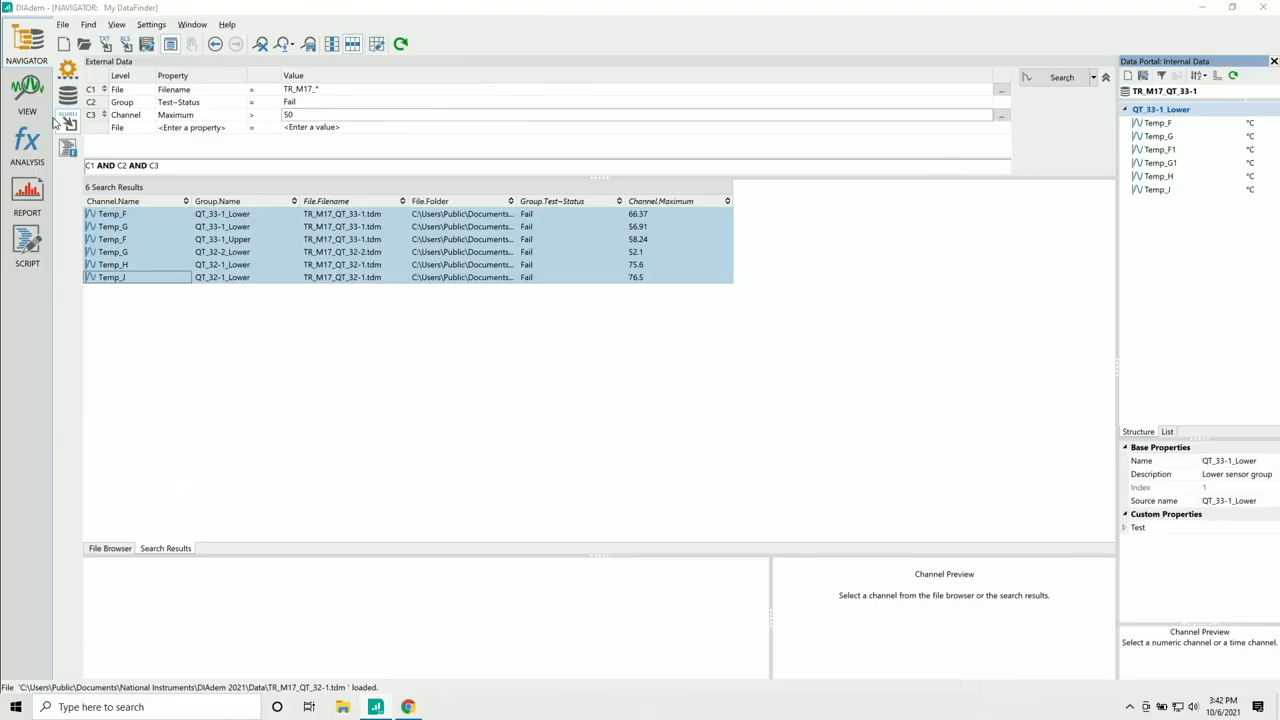 DIAdem - [NAVIGATOR: My DataFinder]
File Find View Settings Window Help
NAVIGATOR
VIEW
ANALYSIS
REPORT
SCRIPT
External Data
Level Property Value
C1 File Filename = TR_M17_* ...
C2 Group Test~Status = Fail
C3 Channel Maximum > 50 ...
File <Enter a property> = <Enter a value>
Search
C1 AND C2 AND C3
6 Search Results
Channel.Name Group.Name File.Filename File.Folder Group.Test~Status Channel.Maximum
Temp_F QT_33-1_Lower TR_M17_QT_33-1.tdm C:\Users\Public\Documents... Fail 66.37
Temp_G QT_33-1_Lower TR_M17_QT_33-1.tdm C:\Users\Public\Documents... Fail 56.91
Temp_F QT_33-1_Upper TR_M17_QT_33-1.tdm C:\Users\Public\Documents... Fail 58.24
Temp_G QT_32-2_Lower TR_M17_QT_32-2.tdm C:\Users\Public\Documents... Fail 52.1
Temp_H QT_32-1_Lower TR_M17_QT_32-1.tdm C:\Users\Public\Documents... Fail 75.6
Temp_J QT_32-1_Lower TR_M17_QT_32-1.tdm C:\Users\Public\Documents... Fail 76.5
File Browser Search Results
Channel Preview
Select a channel from the file browser or the search results.
Data Portal: Internal Data
TR_M17_QT_33-1
QT_33-1_Lower
Temp_F °C
Temp_G °C
Temp_F1 °C
Temp_G1 °C
Temp_H °C
Temp_J °C
Structure List
Base Properties
Name QT_33-1_Lower
Description Lower sensor group
Index 1
Source name QT_33-1_Lower
Custom Properties
Test
Channel Preview
Select a numeric channel or a time channel.
File 'C:\Users\Public\Documents\National Instruments\DIAdem 2021\Data\TR_M17_QT_32-1.tdm ' loaded.
Type here to search
3:42 PM
10/6/2021